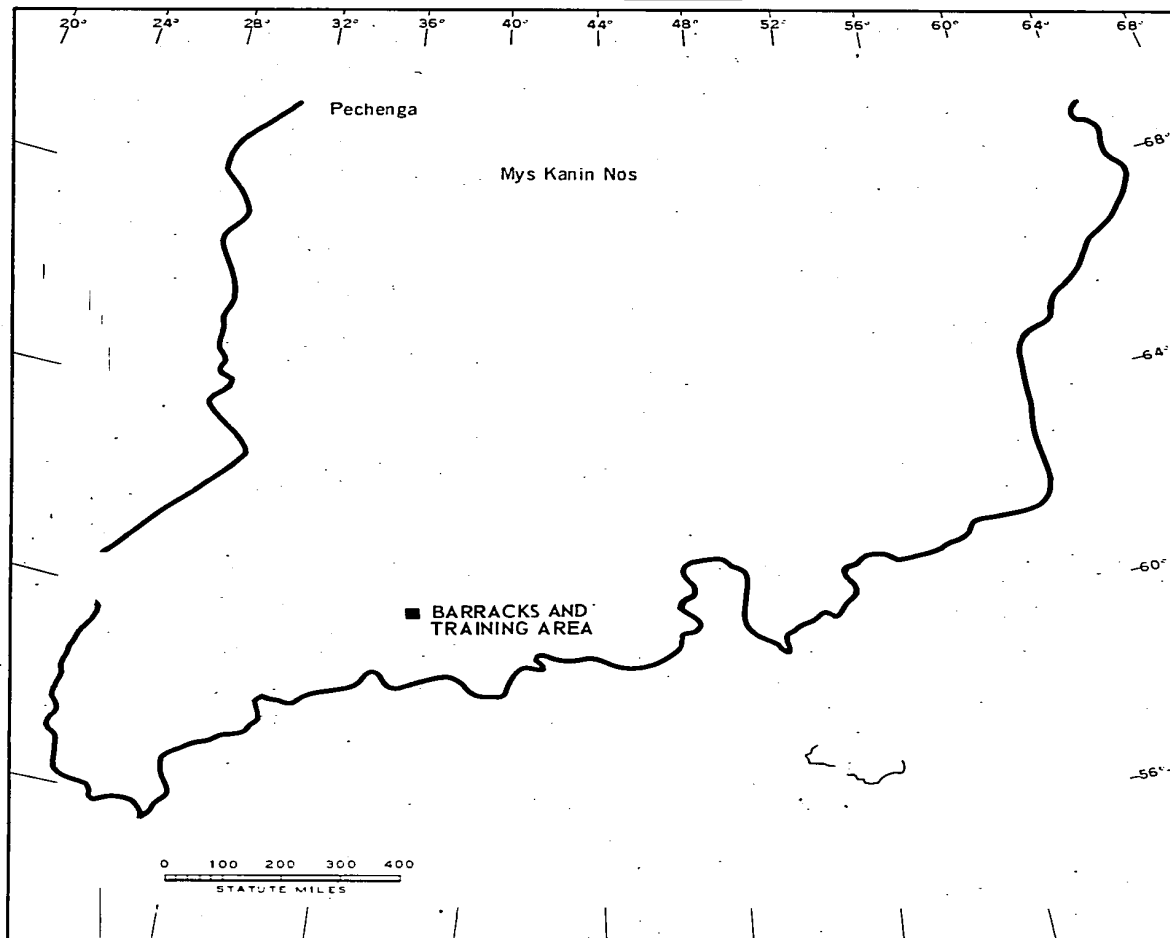 20° 24° 28° 32° 36° 40° 44° 48° 52° 56° 60° 64° 68°
Pechenga
68°
Mys Kanin Nos
64°
60°
BARRACKS AND
TRAINING AREA
56°
0 100 200 300 400
STATUTE MILES